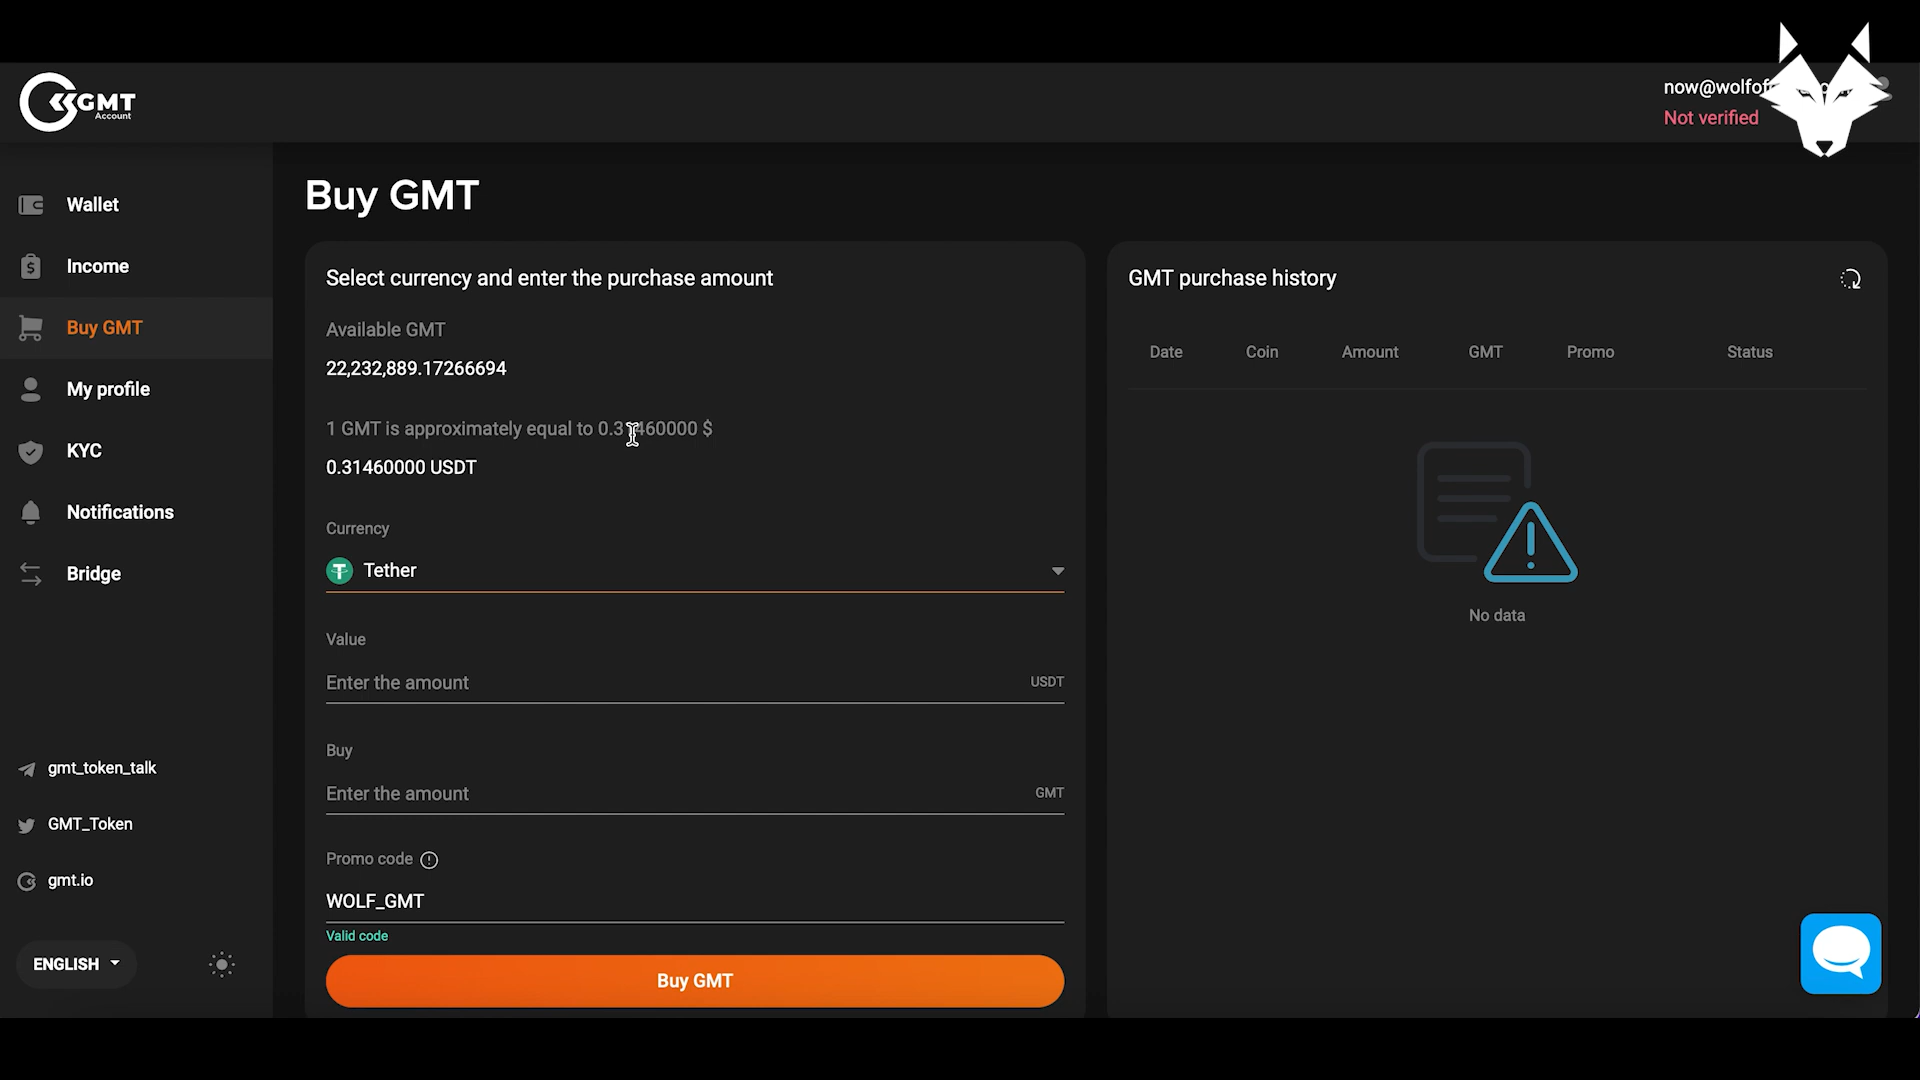 GMT
Account
now@wolfof
Not verified
Wallet
Income
Buy GMT
My profile
KYC
Notifications
Bridge
gmt_token_talk
GMT_Token
gmt.io
ENGLISH
Buy GMT
Select currency and enter the purchase amount
Available GMT
22,232,889.17266694
1 GMT is approximately equal to 0.31460000 $
0.31460000 USDT
Currency
Tether
Value
Enter the amount USDT
Buy
Enter the amount GMT
Promo code
WOLF_GMT
Valid code
Buy GMT
GMT purchase history
Date Coin Amount GMT Promo Status
No data